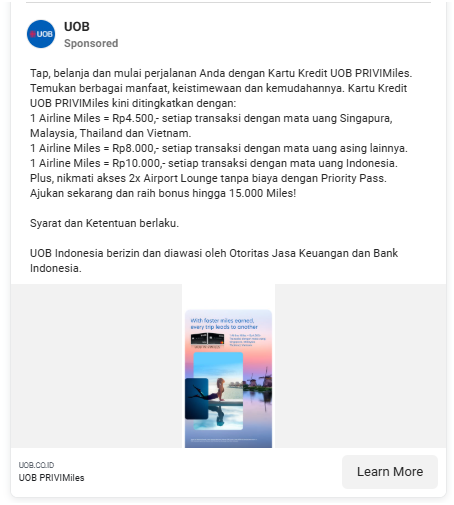 UOB
UOB
Sponsored
Tap, belanja dan mulai perjalanan Anda dengan Kartu Kredit UOB PRIVIMiles.
Temukan berbagai manfaat, keistimewaan dan kemudahannya. Kartu Kredit
UOB PRIVIMiles kini ditingkatkan dengan:
1 Airline Miles = Rp4.500,- setiap transaksi dengan mata uang Singapura,
Malaysia, Thailand dan Vietnam.
1 Airline Miles = Rp8.000,- setiap transaksi dengan mata uang asing lainnya.
1 Airline Miles = Rp10.000,- setiap transaksi dengan mata uang Indonesia.
Plus, nikmati akses 2x Airport Lounge tanpa biaya dengan Priority Pass.
Ajukan sekarang dan raih bonus hingga 15.000 Miles!
Syarat dan Ketentuan berlaku.
UOB Indonesia berizin dan diawasi oleh Otoritas Jasa Keuangan dan Bank
Indonesia.
With faster miles earned,
every trip leads to another
UOB.CO.ID
UOB PRIVIMiles
Learn More